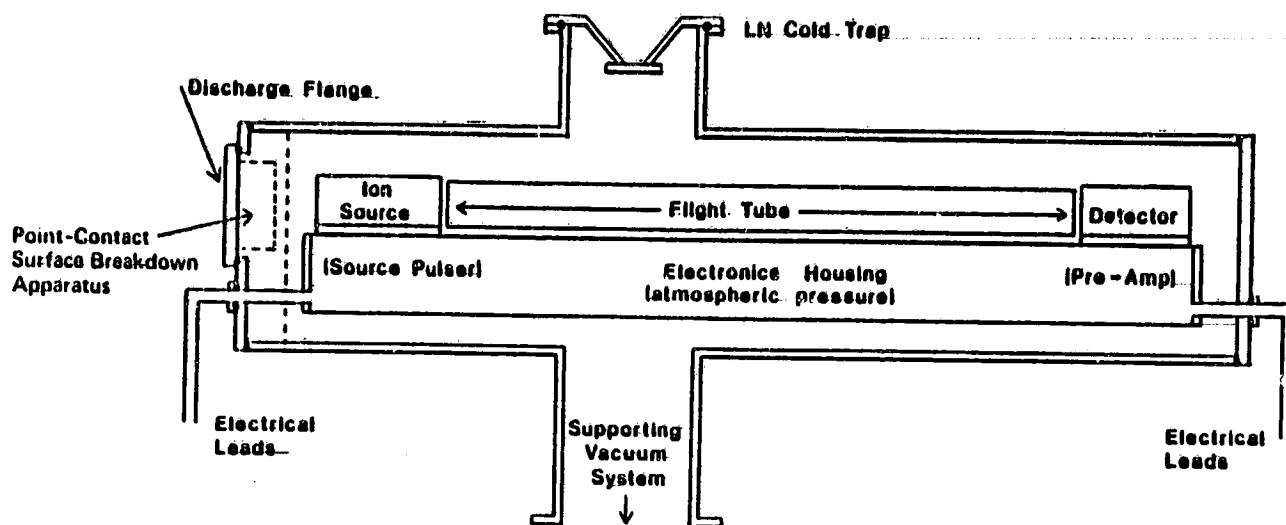 LN Cold Trap
Discharge Flange
Ion
Source
Flight Tube
Detector
Point-Contact
Surface Breakdown
Apparatus
(Source Pulser)
Electronics Housing
(atmospheric pressure)
(Pre-Amp)
Electrical
Leads
Supporting
Vacuum
System
Electrical
Leads